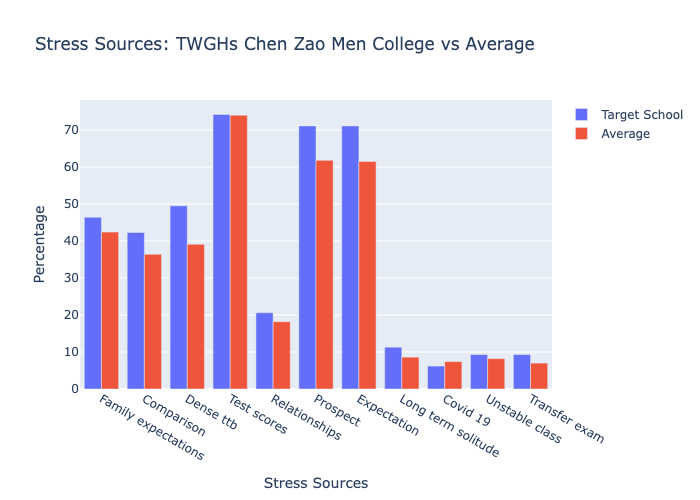 Stress Sources: TWGHs Chen Zao Men College vs Average
Target School
Average
Percentage
70
60
50
40
30
20
10
0
Family expectations
Comparison
Dense ttb
Test scores
Relationships
Prospect
Expectation
Long term solitude
Covid 19
Unstable class
Transfer exam
Stress Sources